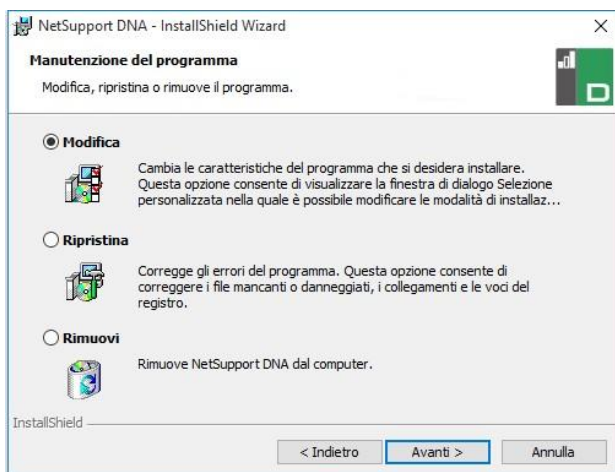 NetSupport DNA - InstallShield Wizard
Manutenzione del programma
Modifica, ripristina o rimuove il programma.
D
Modifica
Cambia le caratteristiche del programma che si desidera installare.
Questa opzione consente di visualizzare la finestra di dialogo Selezione
personalizzata nella quale è possibile modificare le modalità di installaz...
Ripristina
Corregge gli errori del programma. Questa opzione consente di
correggere i file mancanti o danneggiati, i collegamenti e le voci del
registro.
Rimuovi
Rimuove NetSupport DNA dal computer.
InstallShield
< Indietro
Avanti >
Annulla